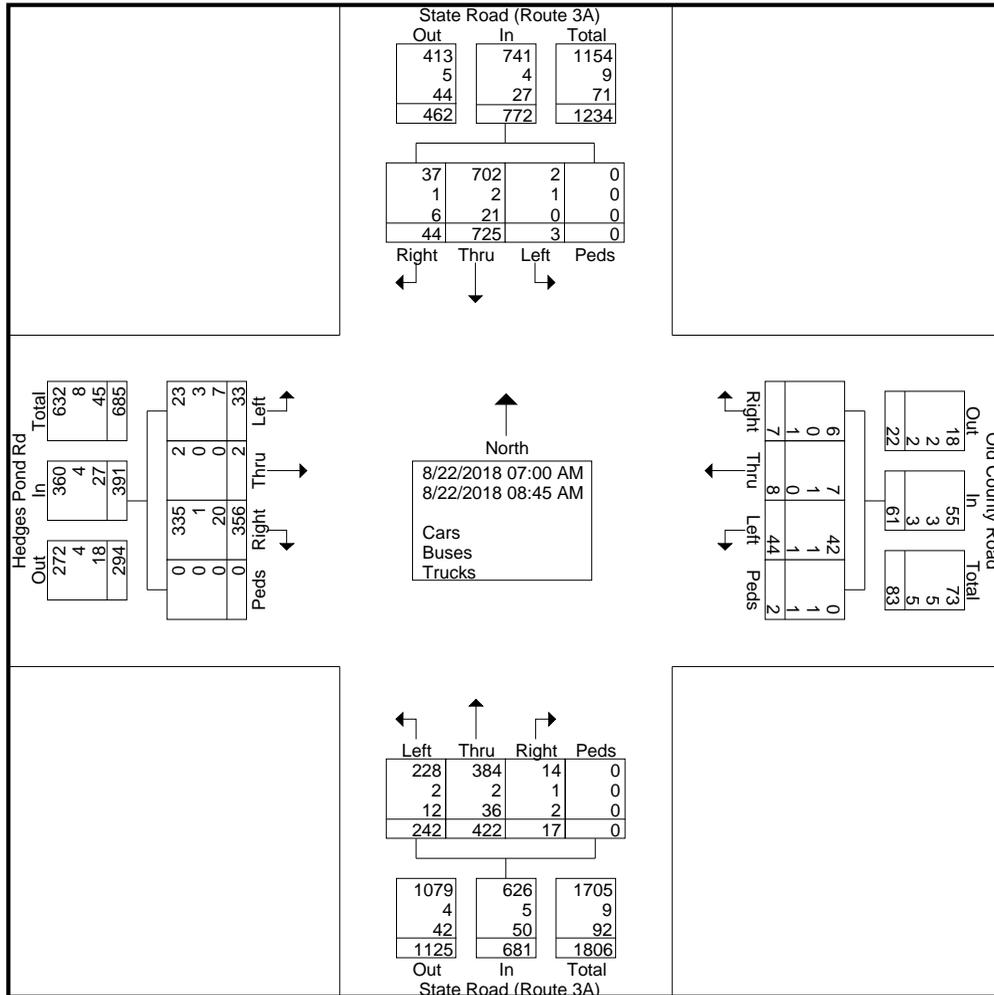 State Road (Route 3A)
Out In Total
413 741 1154
5 4 9
44 27 71
462 772 1234
37 702 2 0
1 2 1 0
6 21 0 0
44 725 3 0
Right Thru Left Peds
Hedges Pond Rd
Total In Out
632 360 272
8 4 4
45 27 18
685 391 294
23 2 335 0
3 0 1 0
7 0 20 0
33 2 356 0
Left Thru Right Peds
North
8/22/2018 07:00 AM
8/22/2018 08:45 AM
Cars
Buses
Trucks
Old County Road
Out In Total
18 55 73
2 3 5
2 3 5
22 61 83
6 7 42 0
0 1 1 1
1 0 1 1
7 8 44 2
Right Thru Left Peds
Left Thru Right Peds
228 384 14 0
2 2 1 0
12 36 2 0
242 422 17 0
1079 626 1705
4 5 9
42 50 92
1125 681 1806
Out In Total
State Road (Route 3A)